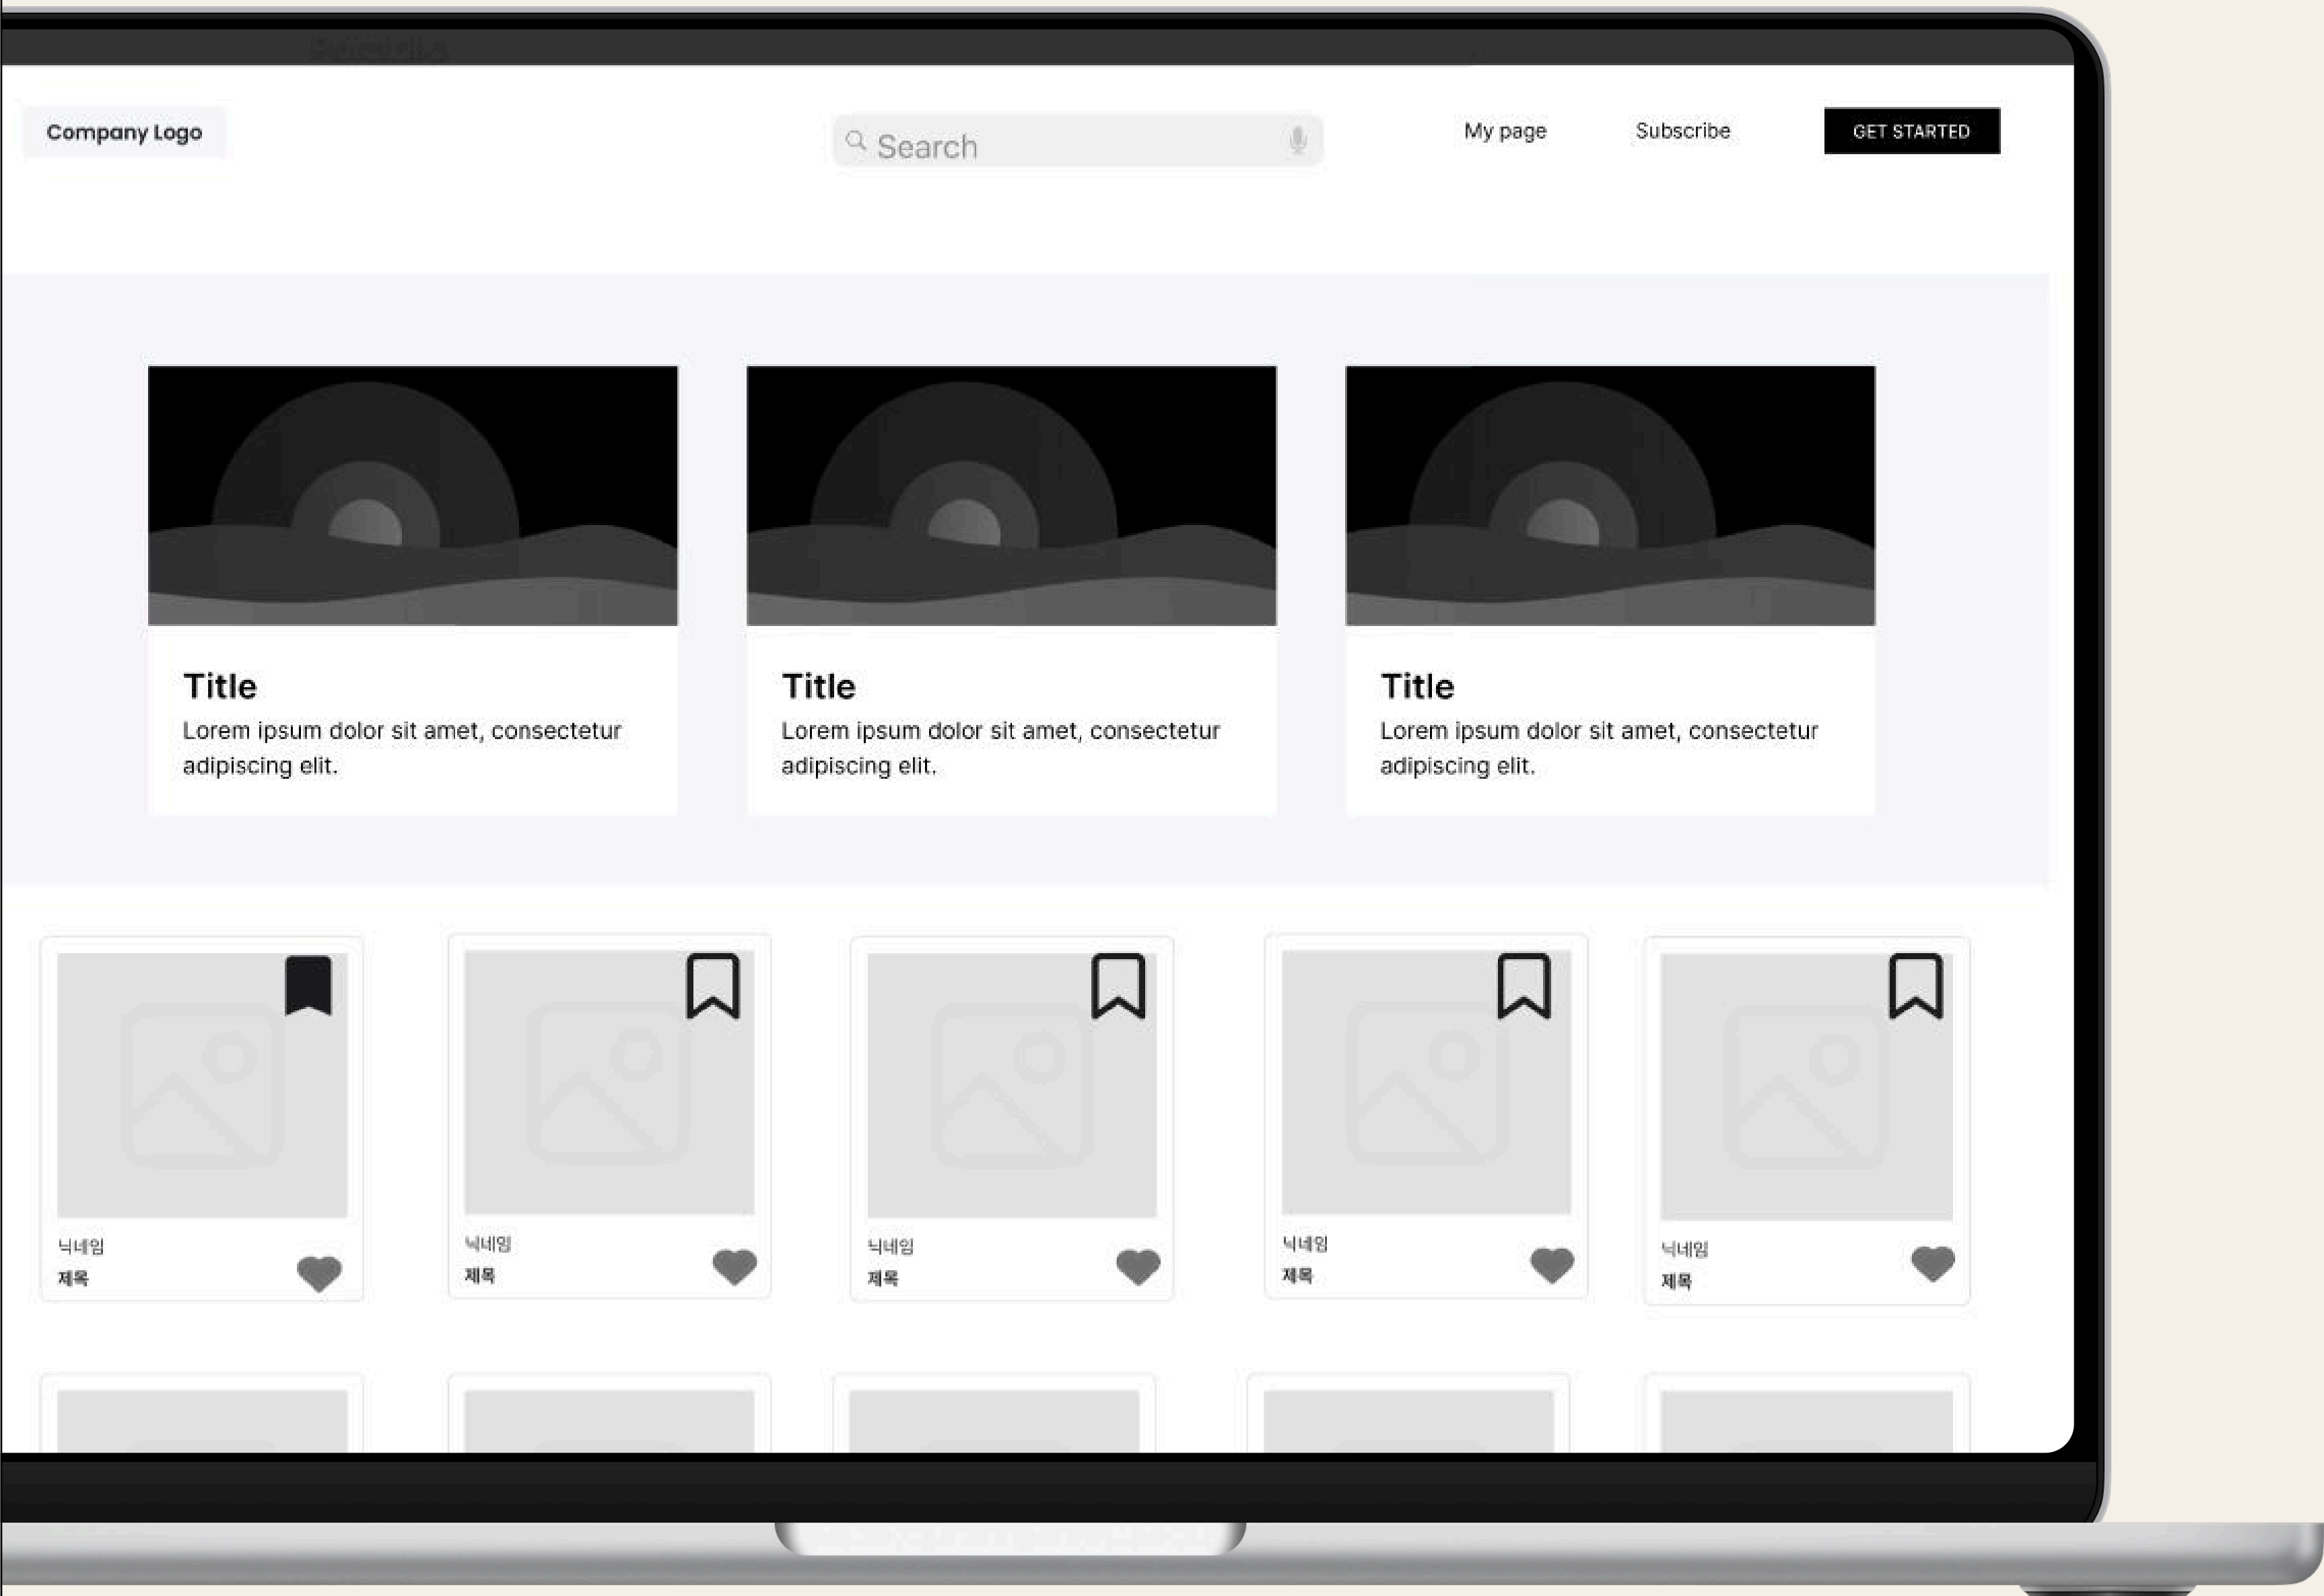 Company Logo
Search
My page
Subscribe
GET STARTED
Title
Lorem ipsum dolor sit amet, consectetur
adipiscing elit.
Title
Lorem ipsum dolor sit amet, consectetur
adipiscing elit.
Title
Lorem ipsum dolor sit amet, consectetur
adipiscing elit.
닉네임
제목
닉네임
제목
닉네임
제목
닉네임
제목
닉네임
제목